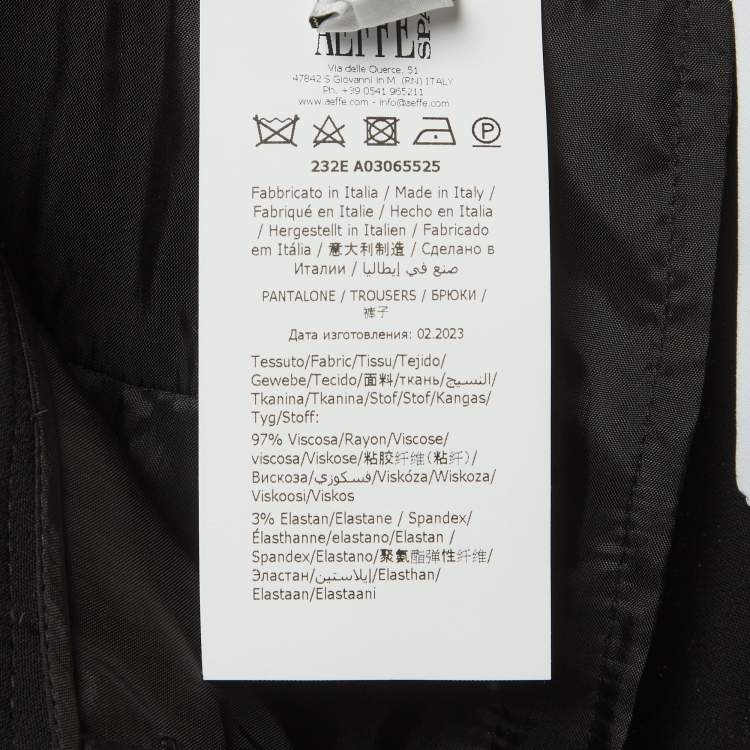 AEFFE SPA
Via delle Querce, 51
47842 S Giovanni in M. (RN) ITALY
Ph. +39 0541 965211
www.aeffe.com - info@aeffe.com
P
232E A03065525
Fabbricato in Italia / Made in Italy /
Fabriqué en Italie / Hecho en Italia
/ Hergestellt in Italien / Fabricado
em Itália / 意大利制造 / Сделано в
Италии / صنع في إيطاليا
PANTALONE / TROUSERS / БРЮКИ /
裤子
Дата изготовления: 02.2023
Tessuto/Fabric/Tissu/Tejido/
Gewebe/Tecido/面料/ткань/النسيج/
Tkanina/Tkanina/Stof/Stof/Kangas/
Tyg/Stoff:
97% Viscosa/Rayon/Viscose/
viscosa/Viskose/粘胶纤维(粘纤)/
Вискоза/فسكوزي/Viskóza/Wiskoza/
Viskoosi/Viskos
3% Elastan/Elastane / Spandex/
Élasthanne/elastano/Elastan /
Spandex/Elastano/聚氨酯弹性纤维/
Эластан/إيلاستين/Elasthan/
Elastaan/Elastaani